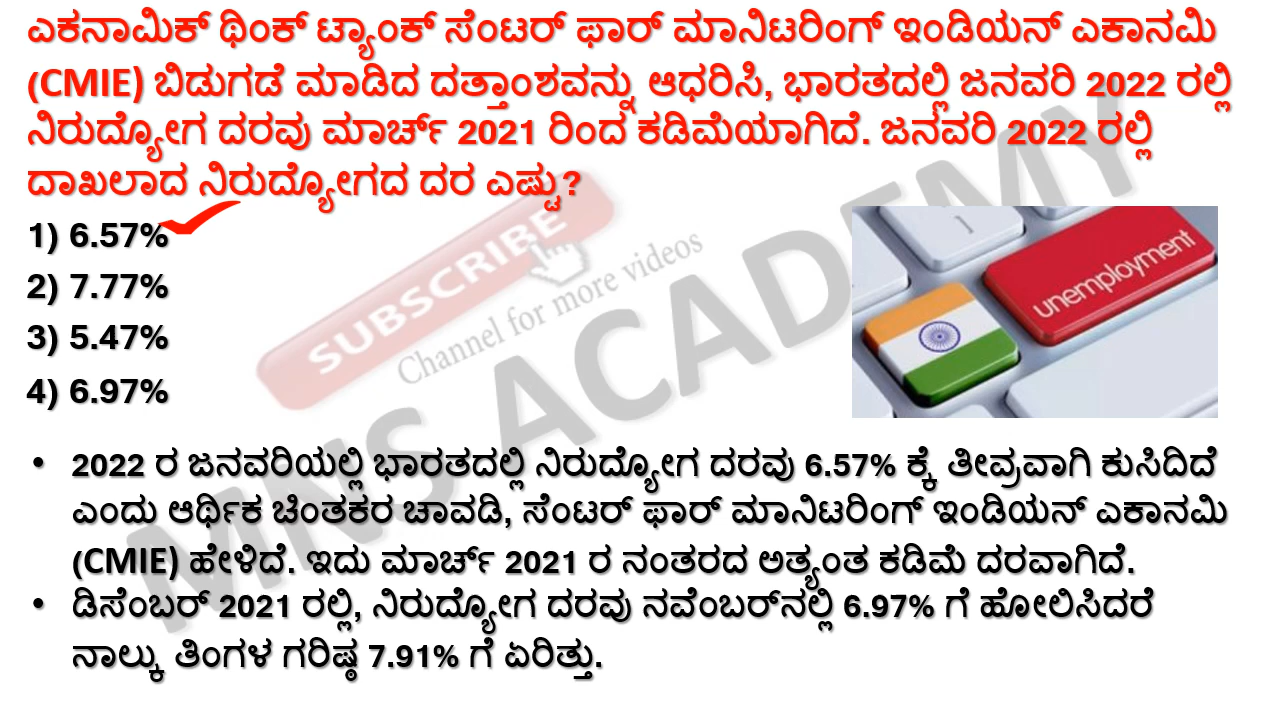 ಎಕನಾಮಿಕ್ ಥಿಂಕ್ ಟ್ಯಾಂಕ್ ಸೆಂಟರ್ ಫಾರ್ ಮಾನಿಟರಿಂಗ್ ಇಂಡಿಯನ್ ಎಕಾನಮಿ
(CMIE) ಬಿಡುಗಡೆ ಮಾಡಿದ ದತ್ತಾಂಶವನ್ನು ಆಧರಿಸಿ, ಭಾರತದಲ್ಲಿ ಜನವರಿ 2022 ರಲ್ಲಿ
ನಿರುದ್ಯೋಗ ದರವು ಮಾರ್ಚ್ 2021 ರಿಂದ ಕಡಿಮೆಯಾಗಿದೆ. ಜನವರಿ 2022 ರಲ್ಲಿ
ದಾಖಲಾದ ನಿರುದ್ಯೋಗದ ದರ ಎಷ್ಟು?
1) 6.57%
2) 7.77%
3) 5.47%
4) 6.97%
unemployment
SUBSCRIBE
Channel for more videos
MNS ACADEMY
• 2022 ರ ಜನವರಿಯಲ್ಲಿ ಭಾರತದಲ್ಲಿ ನಿರುದ್ಯೋಗ ದರವು 6.57% ಕ್ಕೆ ತೀವ್ರವಾಗಿ ಕುಸಿದಿದೆ
ಎಂದು ಆರ್ಥಿಕ ಚಿಂತಕರ ಚಾವಡಿ, ಸೆಂಟರ್ ಫಾರ್ ಮಾನಿಟರಿಂಗ್ ಇಂಡಿಯನ್ ಎಕಾನಮಿ
(CMIE) ಹೇಳಿದೆ. ಇದು ಮಾರ್ಚ್ 2021 ರ ನಂತರದ ಅತ್ಯಂತ ಕಡಿಮೆ ದರವಾಗಿದೆ.
• ಡಿಸೆಂಬರ್ 2021 ರಲ್ಲಿ, ನಿರುದ್ಯೋಗ ದರವು ನವೆಂಬರ್‌ನಲ್ಲಿ 6.97% ಗೆ ಹೋಲಿಸಿದರೆ
ನಾಲ್ಕು ತಿಂಗಳ ಗರಿಷ್ಠ 7.91% ಗೆ ಏರಿತ್ತು.